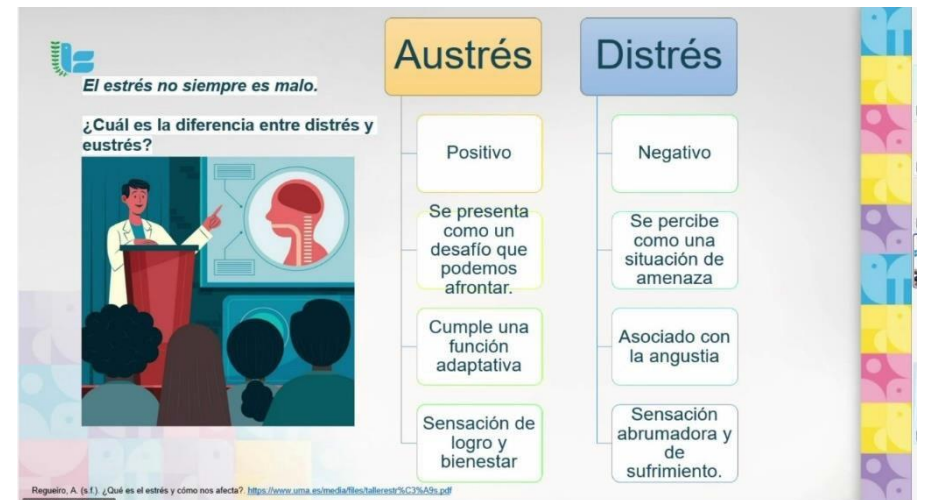 El estrés no siempre es malo.
¿Cuál es la diferencia entre distrés y
eustrés?
Austrés
Positivo
Se presenta
como un
desafío que
podemos
afrontar.
Cumple una
función
adaptativa
Sensación de
logro y
bienestar
Distrés
Negativo
Se percibe
como una
situación de
amenaza
Asociado con
la angustia
Sensación
abrumadora y
de
sufrimiento.
Regueiro, A. (s.f.). ¿Qué es el estrés y cómo nos afecta?. https://www.uma.es/media/files/tallerestr%C3%A9s.pdf